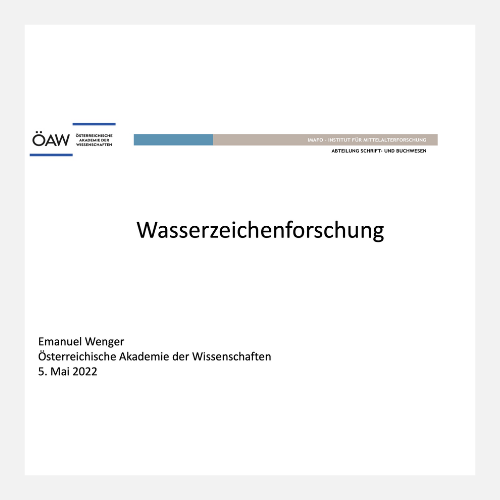 ÖAW
ÖSTERREICHISCHE
AKADEMIE DER
WISSENSCHAFTEN
IMAFO - INSTITUT FÜR MITTELALTERFORSCHUNG
ABTEILUNG SCHRIFT- UND BUCHWESEN
Wasserzeichenforschung
Emanuel Wenger
Österreichische Akademie der Wissenschaften
5. Mai 2022